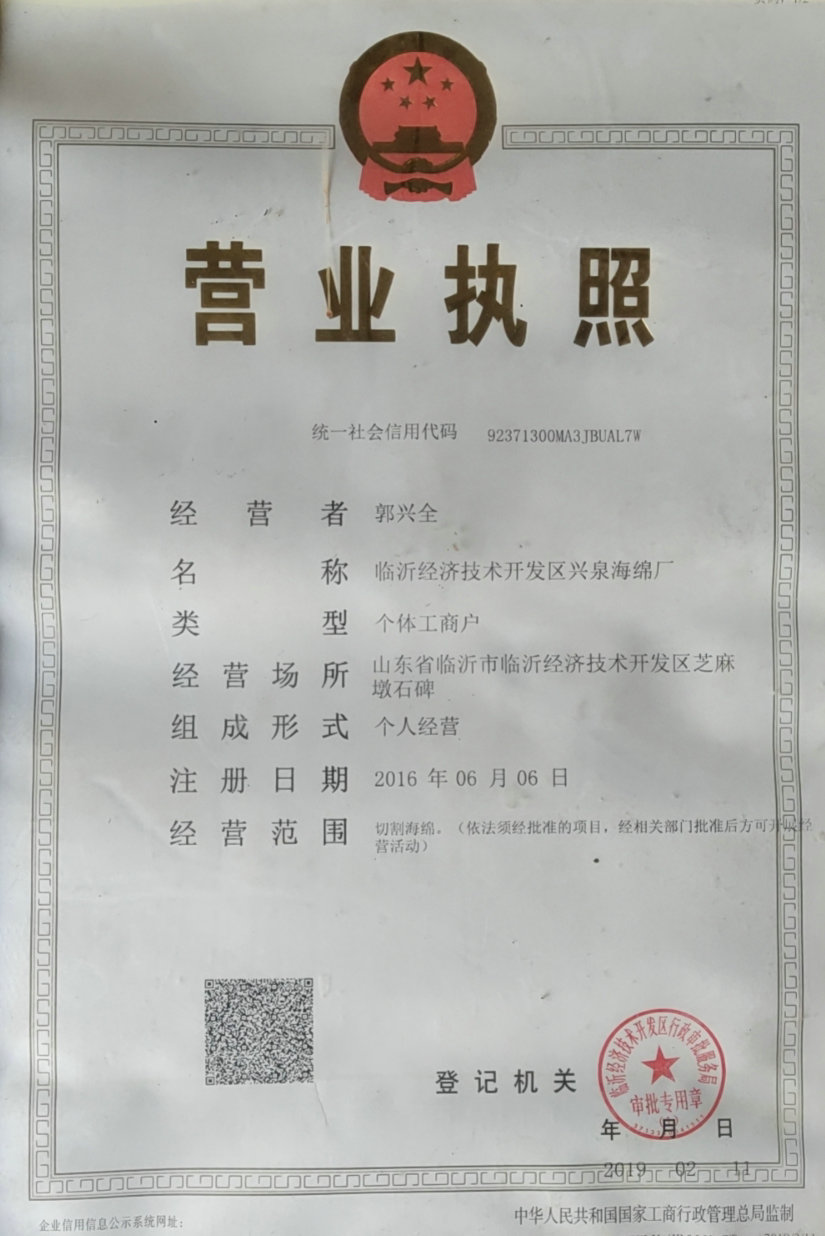 营业执照
统一社会信用代码 92371300MA3JBUAL7W
经营者 郭兴全
名称 临沂经济技术开发区兴泉海绵厂
类型 个体工商户
经营场所 山东省临沂市临沂经济技术开发区芝麻
墩石碑
组成形式 个人经营
注册日期 2016 年 06 月 06 日
经营范围 切割海绵。（依法须经批准的项目，经相关部门批准后方可开展经
营活动）
临沂经济技术开发区行政审批服务局
审批专用章
登记机关
年 月 日
2019 02 11
企业信用信息公示系统网址：
中华人民共和国国家工商行政管理总局监制